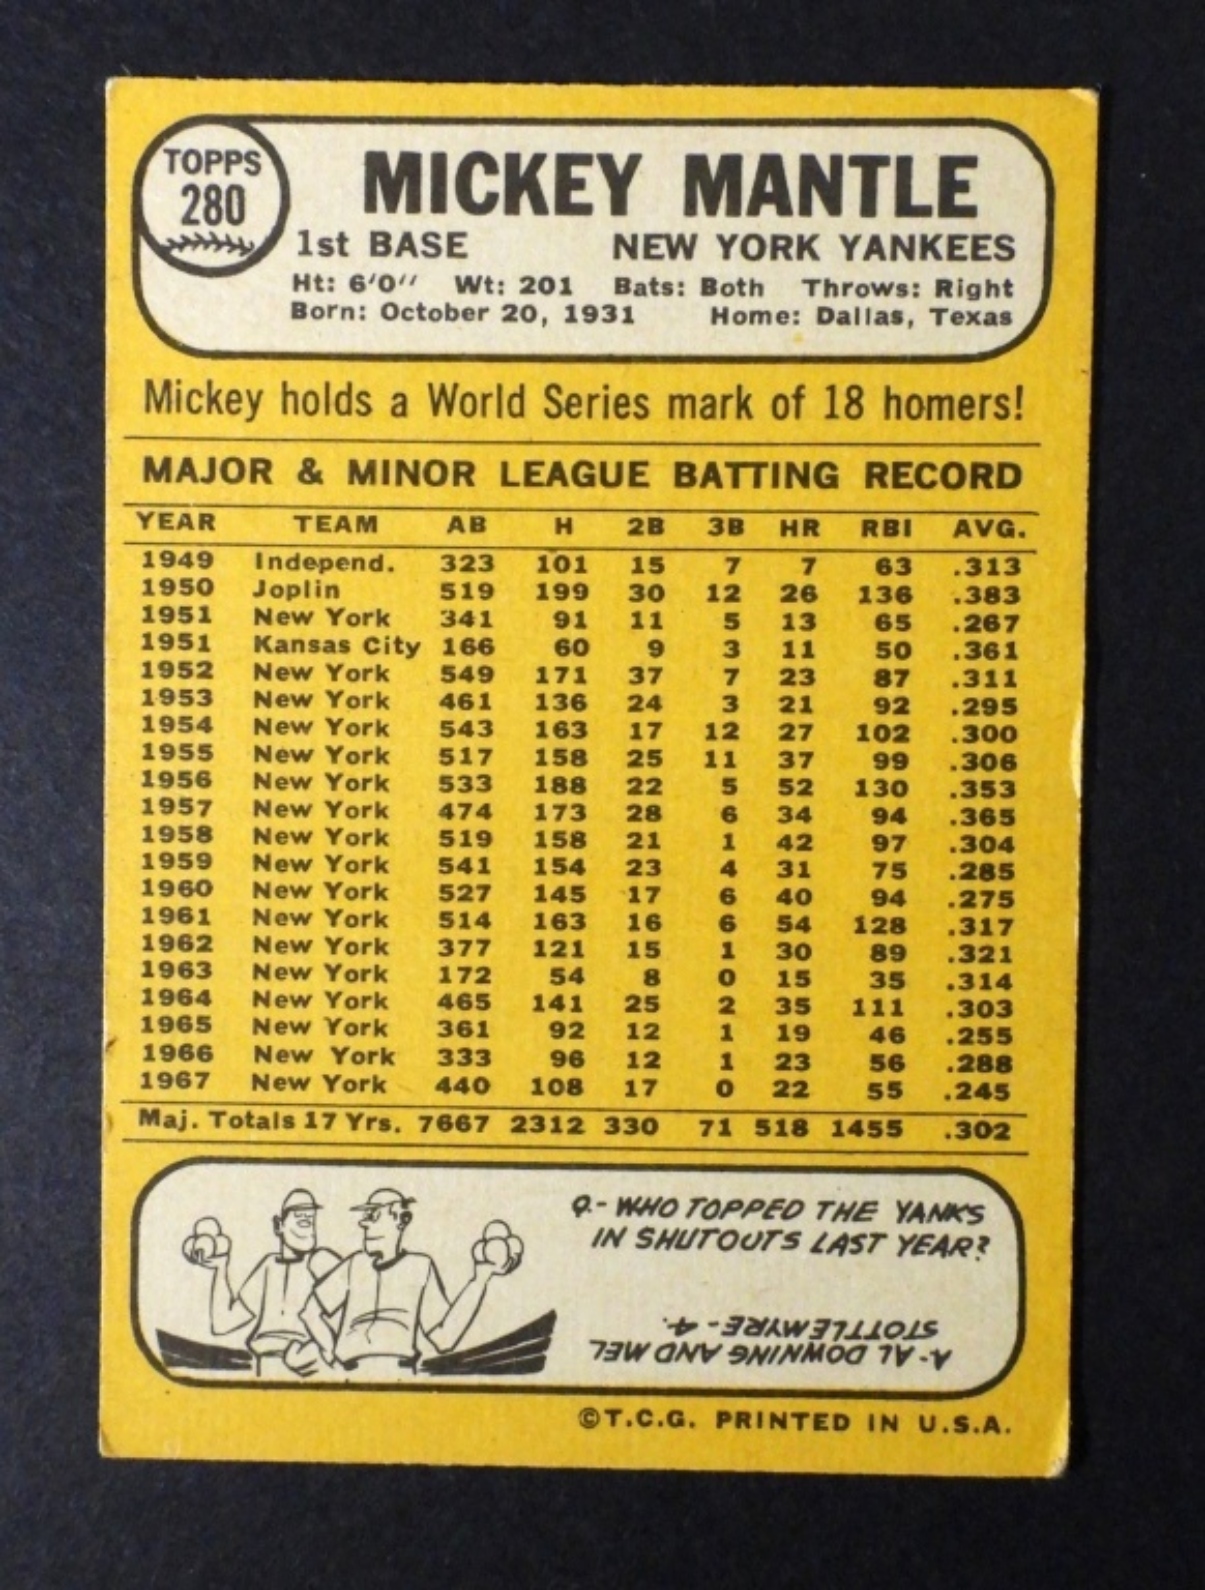 TOPPS
280
MICKEY MANTLE
1st BASE NEW YORK YANKEES
Ht: 6'0" Wt: 201 Bats: Both Throws: Right
Born: October 20, 1931 Home: Dallas, Texas
Mickey holds a World Series mark of 18 homers!
MAJOR & MINOR LEAGUE BATTING RECORD
YEAR TEAM AB H 2B 3B HR RBI AVG.
1949 Independ. 323 101 15 7 7 63 .313
1950 Joplin 519 199 30 12 26 136 .383
1951 New York 341 91 11 5 13 65 .267
1951 Kansas City 166 60 9 3 11 50 .361
1952 New York 549 171 37 7 23 87 .311
1953 New York 461 136 24 3 21 92 .295
1954 New York 543 163 17 12 27 102 .300
1955 New York 517 158 25 11 37 99 .306
1956 New York 533 188 22 5 52 130 .353
1957 New York 474 173 28 6 34 94 .365
1958 New York 519 158 21 1 42 97 .304
1959 New York 541 154 23 4 31 75 .285
1960 New York 527 145 17 6 40 94 .275
1961 New York 514 163 16 6 54 128 .317
1962 New York 377 121 15 1 30 89 .321
1963 New York 172 54 8 0 15 35 .314
1964 New York 465 141 25 2 35 111 .303
1965 New York 361 92 12 1 19 46 .255
1966 New York 333 96 12 1 23 56 .288
1967 New York 440 108 17 0 22 55 .245
Maj. Totals 17 Yrs. 7667 2312 330 71 518 1455 .302
Q.- WHO TOPPED THE YANKS
IN SHUTOUTS LAST YEAR?
A- AL DOWNING AND MEL
STOTTLEMYRE - 4.
©T.C.G. PRINTED IN U.S.A.